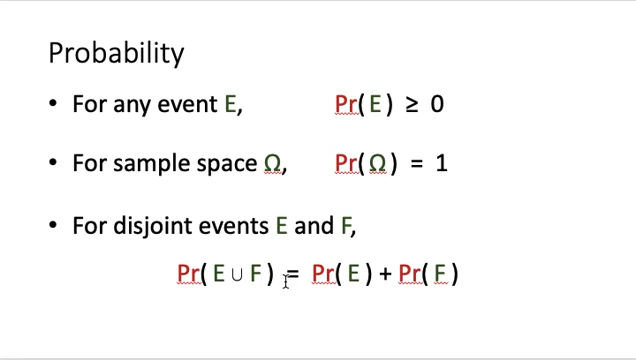 Probability
• For any event E, Pr( E ) ≥ 0
• For sample space Ω, Pr( Ω ) = 1
• For disjoint events E and F,
Pr( E ∪ F ) = Pr( E ) + Pr( F )